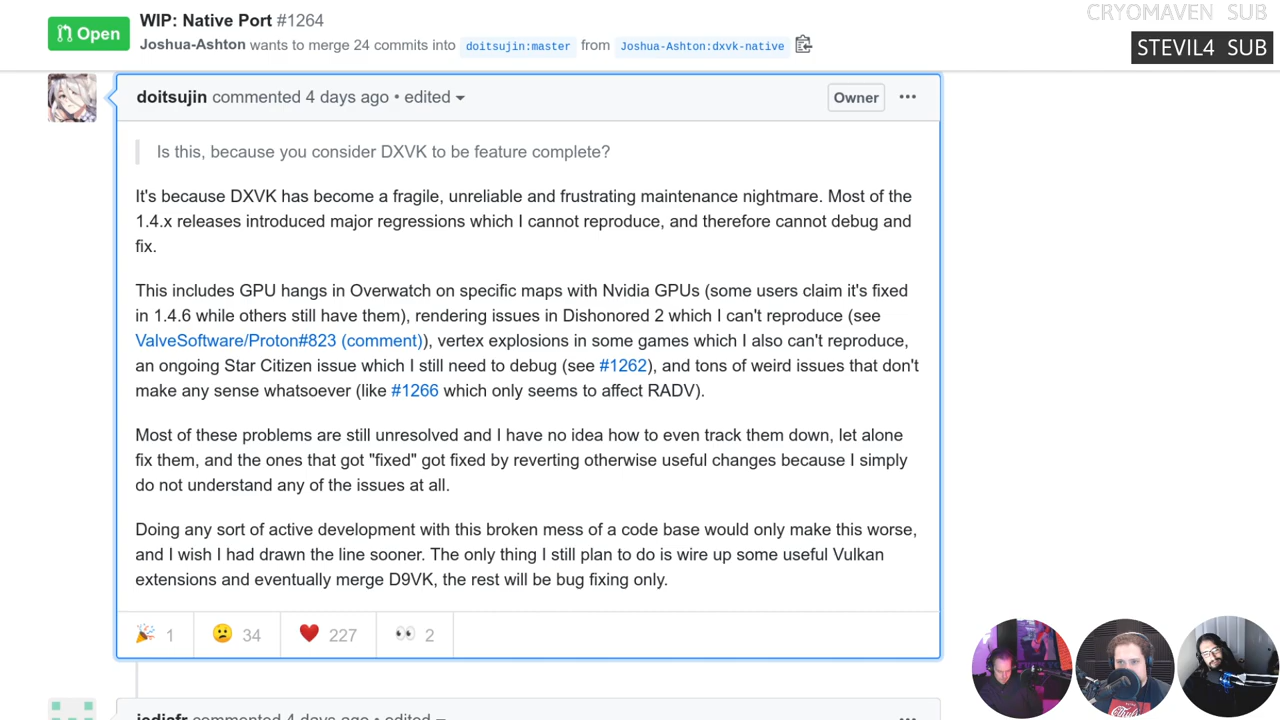 WIP: Native Port #1264
CRYOMAVEN SUB
Open
Joshua-Ashton wants to merge 24 commits into doitsujin:master from Joshua-Ashton:dxvk-native
STEVIL4 SUB
doitsujin commented 4 days ago • edited
Owner
Is this, because you consider DXVK to be feature complete?
It's because DXVK has become a fragile, unreliable and frustrating maintenance nightmare. Most of the
1.4.x releases introduced major regressions which I cannot reproduce, and therefore cannot debug and
fix.
This includes GPU hangs in Overwatch on specific maps with Nvidia GPUs (some users claim it's fixed
in 1.4.6 while others still have them), rendering issues in Dishonored 2 which I can't reproduce (see
ValveSoftware/Proton#823 (comment)), vertex explosions in some games which I also can't reproduce,
an ongoing Star Citizen issue which I still need to debug (see #1262), and tons of weird issues that don't
make any sense whatsoever (like #1266 which only seems to affect RADV).
Most of these problems are still unresolved and I have no idea how to even track them down, let alone
fix them, and the ones that got "fixed" got fixed by reverting otherwise useful changes because I simply
do not understand any of the issues at all.
Doing any sort of active development with this broken mess of a code base would only make this worse,
and I wish I had drawn the line sooner. The only thing I still plan to do is wire up some useful Vulkan
extensions and eventually merge D9VK, the rest will be bug fixing only.
1 34 227 2
jediafr commented 4 days ago • edited